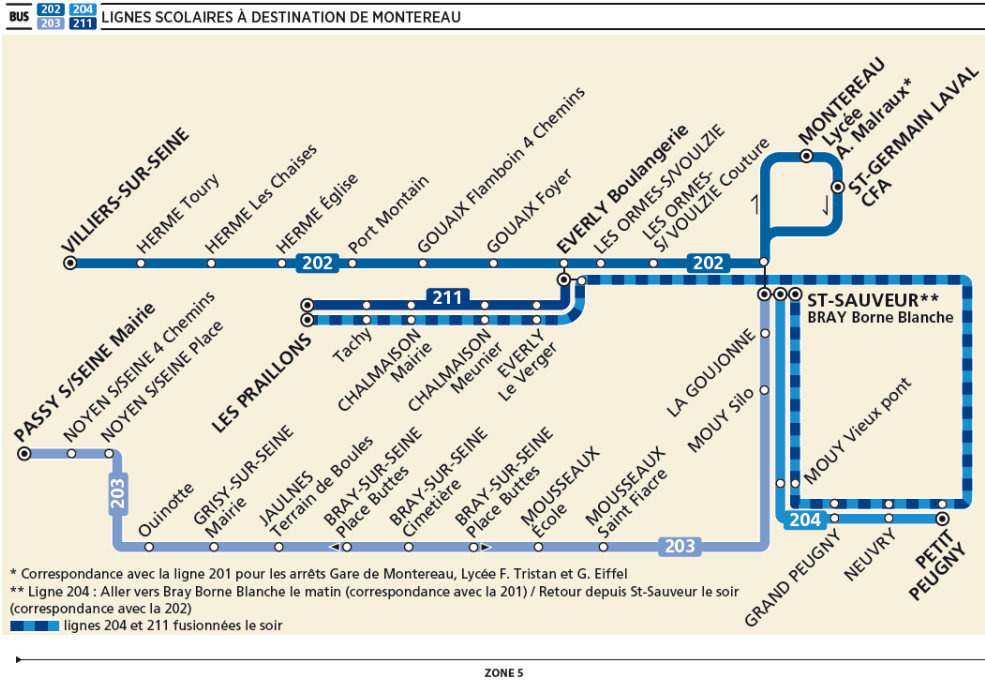 BUS 202 204 203 211 LIGNES SCOLAIRES À DESTINATION DE MONTEREAU
VILLIERS-SUR-SEINE
HERME Toury
HERME Les Chaises
HERME Église
Port Montain
GOUAIX Flamboin 4 Chemins
GOUAIX Foyer
EVERLY Boulangerie
LES ORMES-S/VOULZIE
LES ORMES-
S/ VOULZIE Couture
MONTEREAU
Lycée
A. Malraux*
ST-GERMAIN LAVAL
CFA
202
202
211
LES PRAILLONS
Tachy
CHALMAISON
Mairie
CHALMAISON
Meunier
EVERLY
Le Verger
ST-SAUVEUR**
BRAY Borne Blanche
PASSY S/SEINE Mairie
NOYEN S/SEINE 4 Chemins
NOYEN S/SEINE Place
203
Ouinotte
GRISY-SUR-SEINE
Mairie
JAULNES
Terrain de Boules
BRAY-SUR-SEINE
Place Buttes
BRAY-SUR-SEINE
Cimetière
BRAY-SUR-SEINE
Place Buttes
MOUSSEAUX
École
MOUSSEAUX
Saint Fiacre
203
LA GOUJONNE
MOUY Silo
MOUY Vieux pont
204
GRAND PEUGNY
NEUVRY
PETIT
PEUGNY
* Correspondance avec la ligne 201 pour les arrêts Gare de Montereau, Lycée F. Tristan et G. Eiffel
** Ligne 204 : Aller vers Bray Borne Blanche le matin (correspondance avec la 201) / Retour depuis St-Sauveur le soir
(correspondance avec la 202)
lignes 204 et 211 fusionnées le soir
ZONE 5